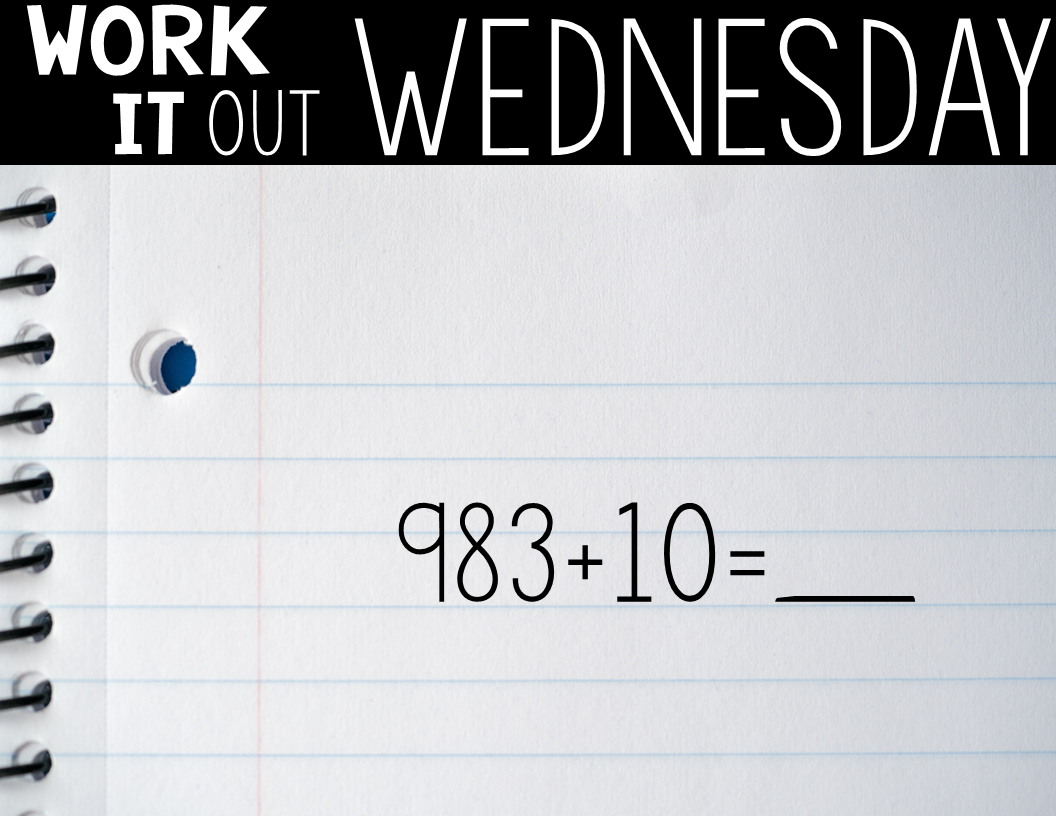 WORK
IT OUT
WEDNESDAY
983+10=___